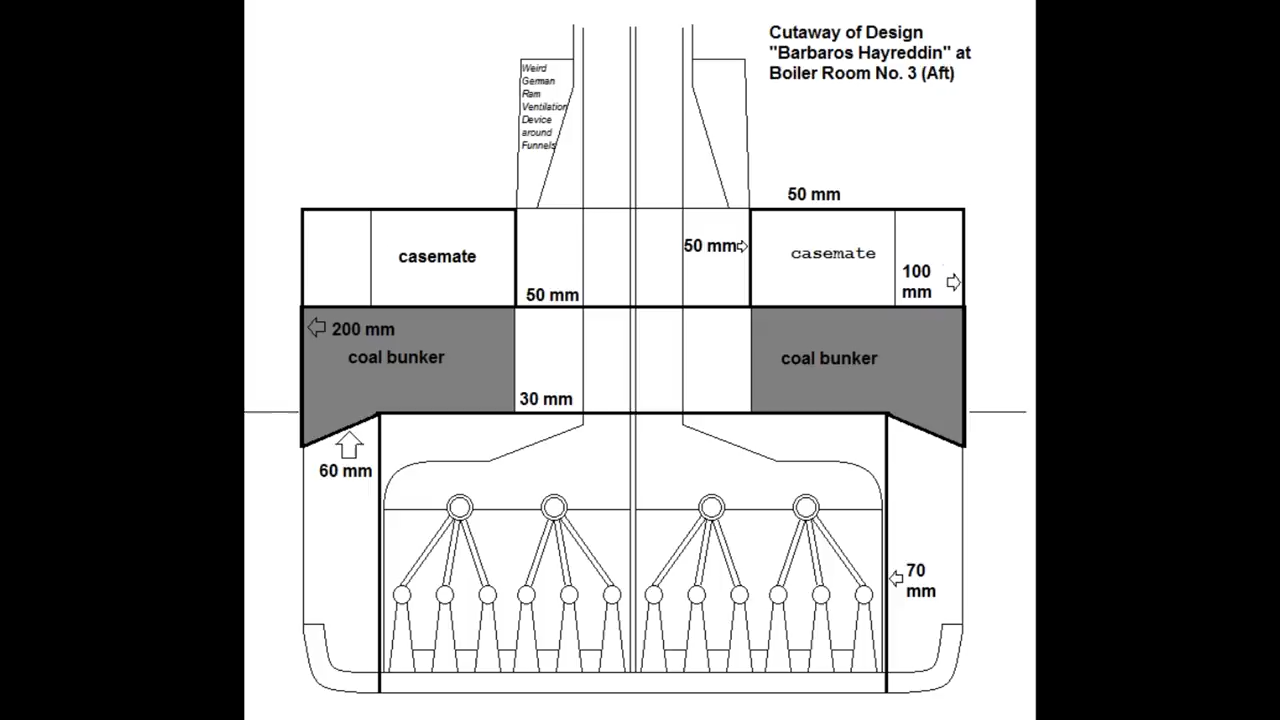 Cutaway of Design
"Barbaros Hayreddin" at
Boiler Room No. 3 (Aft)
Weird
German
Ram
Ventilation
Device
around
Funnels
50 mm
50 mm
casemate
casemate
100
mm
50 mm
200 mm
coal bunker
coal bunker
30 mm
60 mm
70
mm